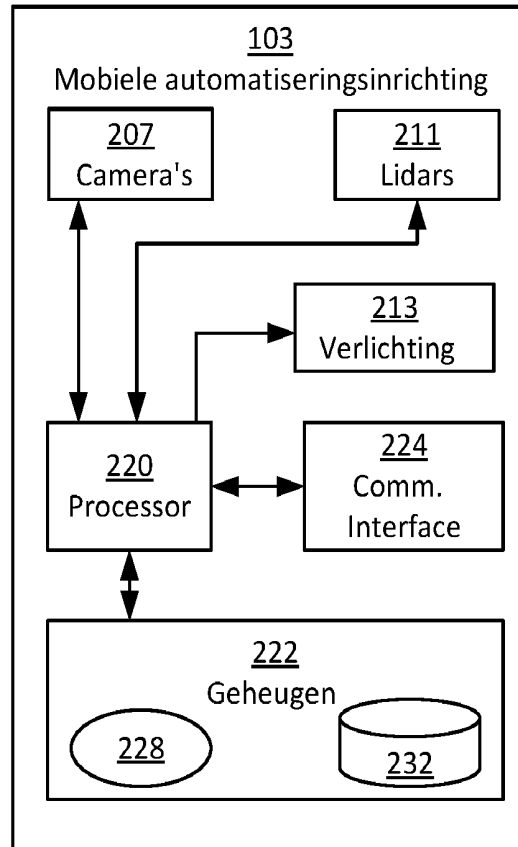 103
Mobiele automatiseringsinrichting
207
Camera's
211
Lidars
213
Verlichting
220
Processor
224
Comm.
Interface
222
Geheugen
228
232